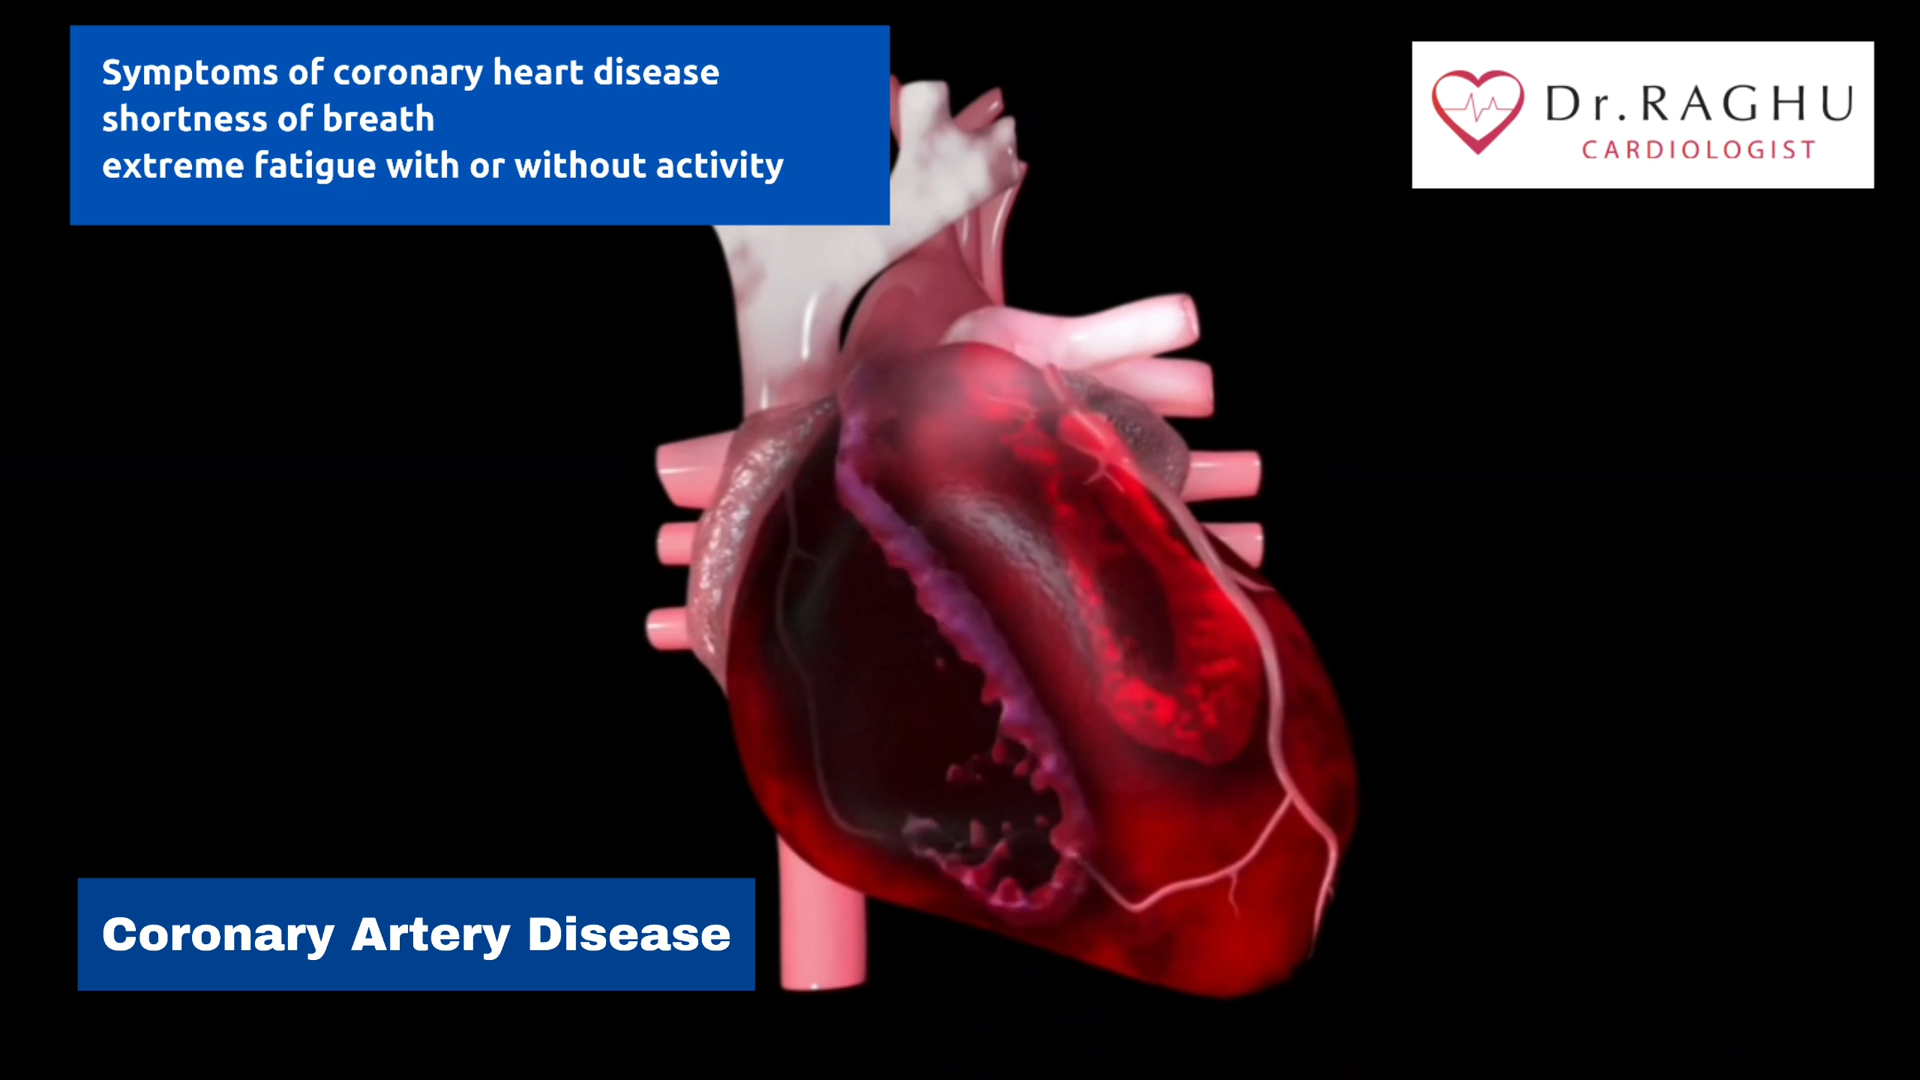 Symptoms of coronary heart disease
shortness of breath
extreme fatigue with or without activity
Dr.RAGHU
CARDIOLOGIST
Coronary Artery Disease